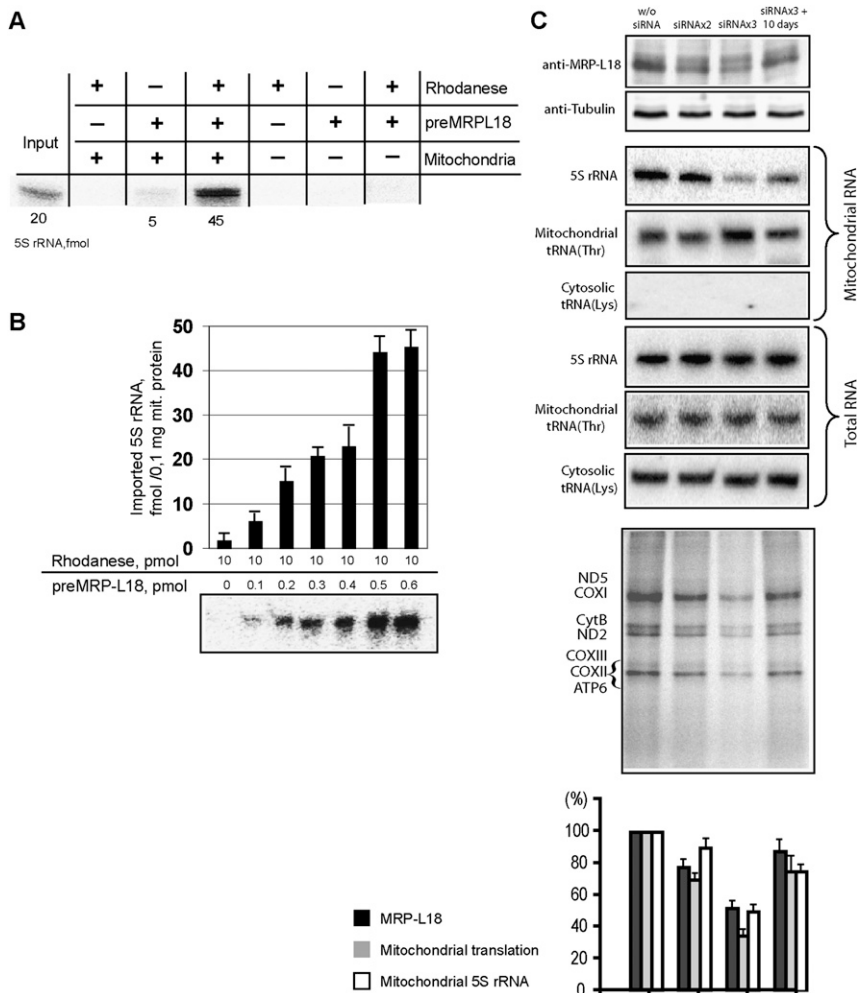 A
+ − + + − + Rhodanese
− + + − + + preMRPL18
Input + + + − − − Mitochondria
20 5 45
5S rRNA,fmol
B
Imported 5S rRNA,
fmol /0,1 mg mit. protein
50
40
30
20
10
0
Rhodanese, pmol 10 10 10 10 10 10 10
preMRP-L18, pmol 0 0.1 0.2 0.3 0.4 0.5 0.6
C
w/o siRNA siRNAx2 siRNAx3 siRNAx3 + 10 days
anti-MRP-L18
anti-Tubulin
5S rRNA
Mitochondrial
tRNA(Thr)
Cytosolic
tRNA(Lys)
Mitochondrial RNA
5S rRNA
Mitochondrial
tRNA(Thr)
Cytosolic
tRNA(Lys)
Total RNA
ND5
COXI
CytB
ND2
COXIII
COXII
ATP6
(%)
100
80
60
40
20
0
MRP-L18
Mitochondrial translation
Mitochondrial 5S rRNA